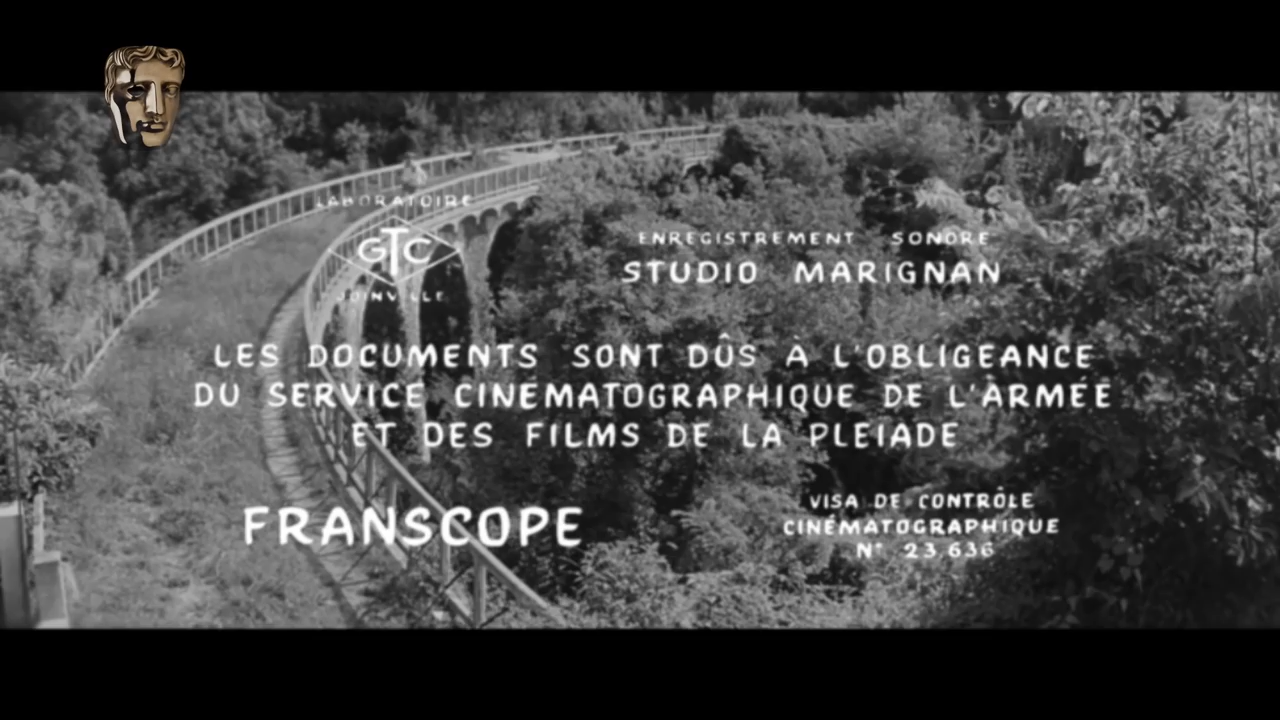 LABORATOIRE
GTC
JOINVILLE
ENREGISTREMENT SONORE
STUDIO MARIGNAN
LES DOCUMENTS SONT DÛS À L'OBLIGEANCE
DU SERVICE CINÉMATOGRAPHIQUE DE L'ARMÉE
ET DES FILMS DE LA PLEIADE
FRANSCOPE
VISA DE CONTRÔLE
CINÉMATOGRAPHIQUE
N° 23.636